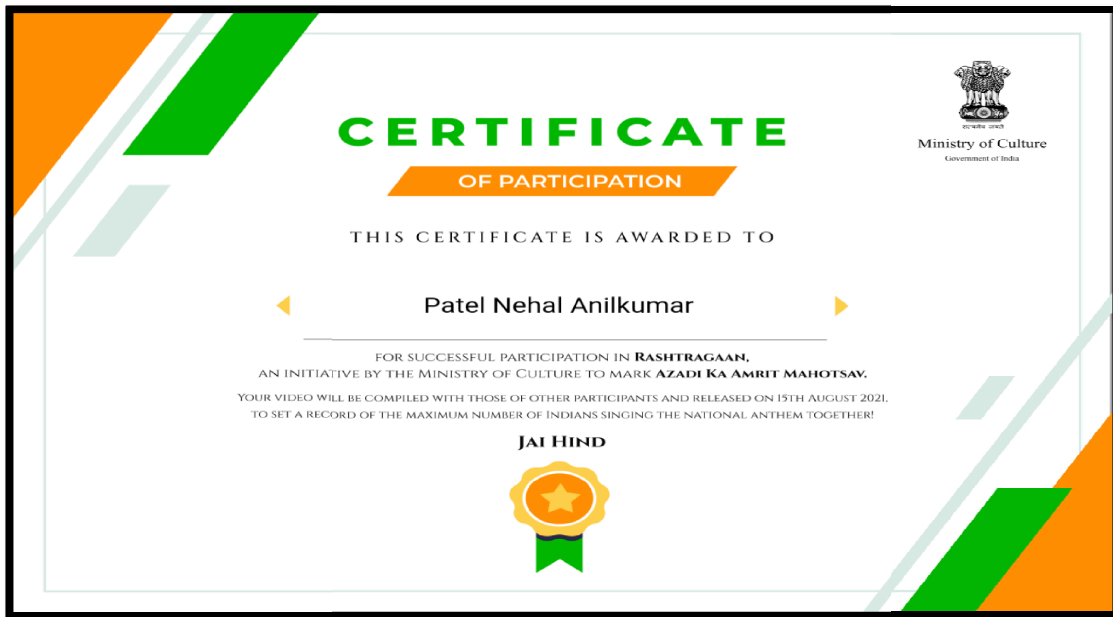 CERTIFICATE
OF PARTICIPATION
सत्यमेव जयते
Ministry of Culture
Government of India
THIS CERTIFICATE IS AWARDED TO
Patel Nehal Anilkumar
FOR SUCCESSFUL PARTICIPATION IN RASHTRAGAAN,
AN INITIATIVE BY THE MINISTRY OF CULTURE TO MARK AZADI KA AMRIT MAHOTSAV.
YOUR VIDEO WILL BE COMPILED WITH THOSE OF OTHER PARTICIPANTS AND RELEASED ON 15TH AUGUST 2021,
TO SET A RECORD OF THE MAXIMUM NUMBER OF INDIANS SINGING THE NATIONAL ANTHEM TOGETHER!
JAI HIND